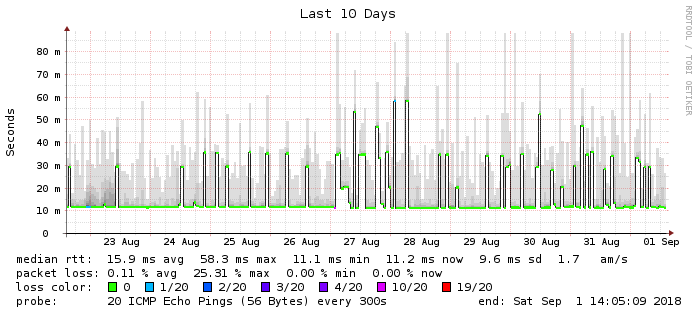 Last 10 Days
RRDTOOL / TOBI OETIKER
Seconds
80 m
70 m
60 m
50 m
40 m
30 m
20 m
10 m
0
23 Aug 24 Aug 25 Aug 26 Aug 27 Aug 28 Aug 29 Aug 30 Aug 31 Aug 01 Sep
median rtt: 15.9 ms avg 58.3 ms max 11.1 ms min 11.2 ms now 9.6 ms sd 1.7 am/s
packet loss: 0.11 % avg 25.31 % max 0.00 % min 0.00 % now
loss color: 0 1/20 2/20 3/20 4/20 10/20 19/20
probe: 20 ICMP Echo Pings (56 Bytes) every 300s end: Sat Sep 1 14:05:09 2018